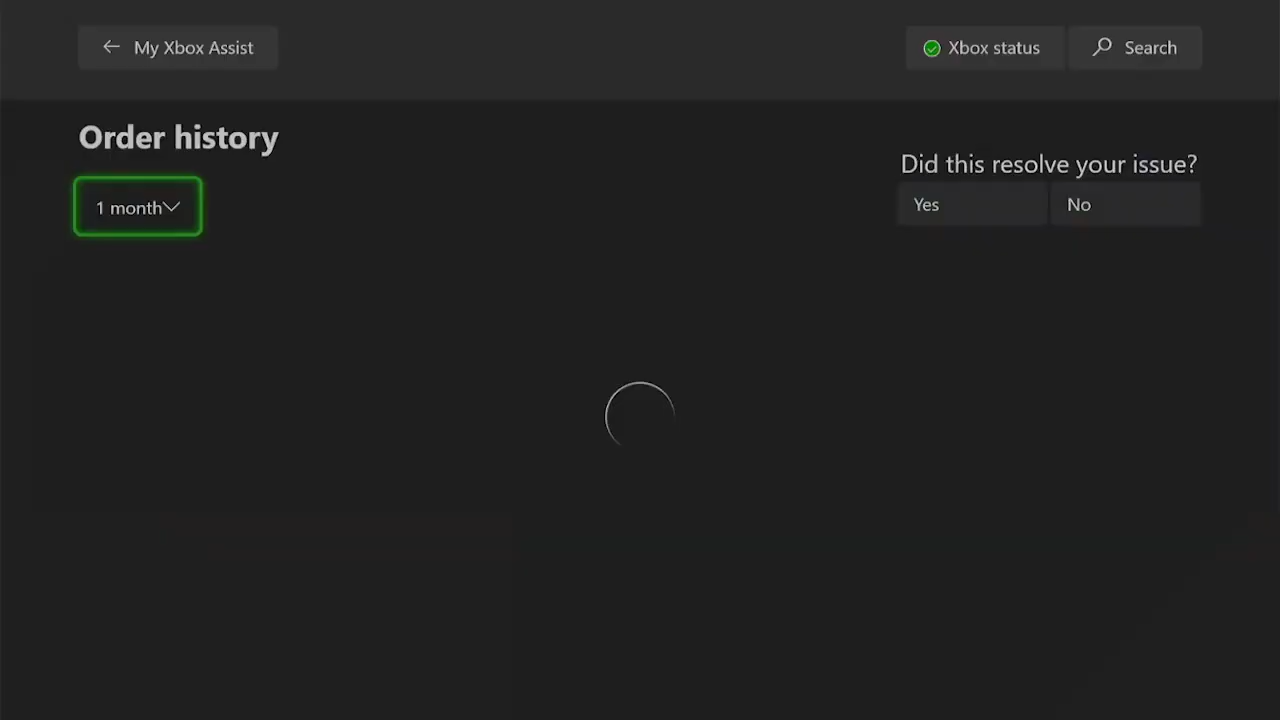 My Xbox Assist
Xbox status
Search
Order history
Did this resolve your issue?
1 month
Yes
No